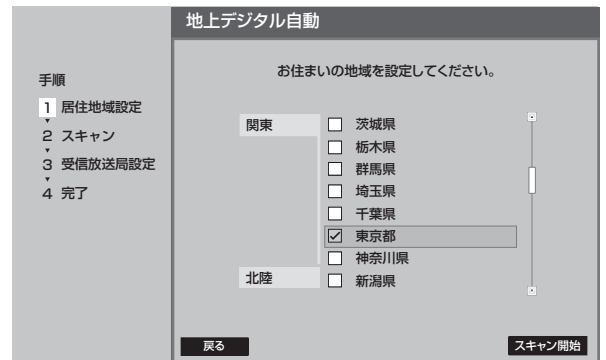 地上デジタル自動
手順
1 居住地域設定
2 スキャン
3 受信放送局設定
4 完了
お住まいの地域を設定してください。
関東
茨城県
栃木県
群馬県
埼玉県
千葉県
東京都
神奈川県
北陸
新潟県
戻る
スキャン開始